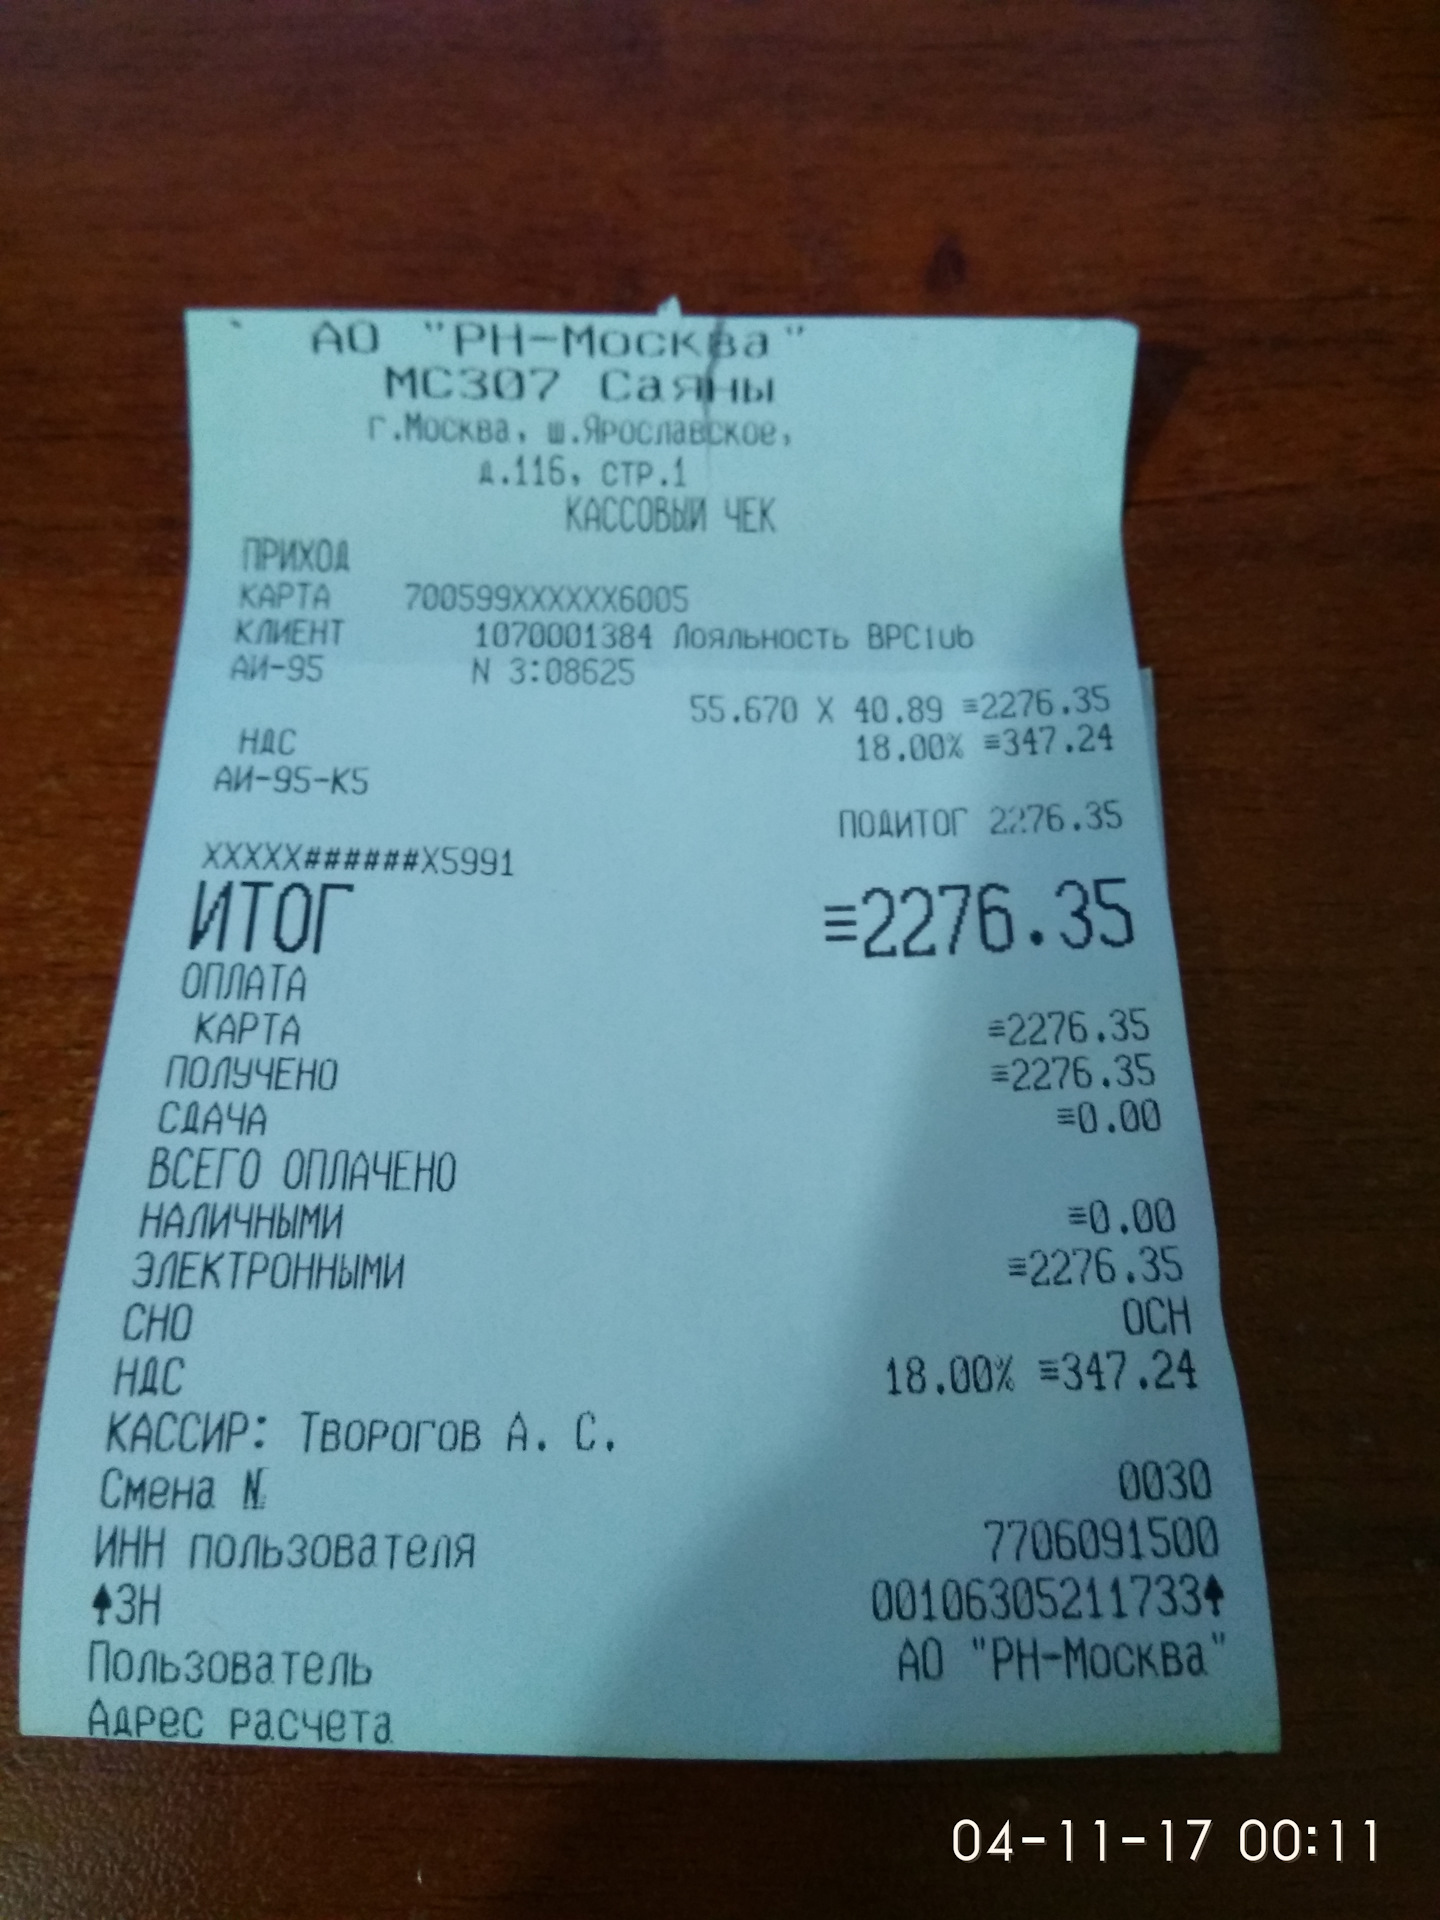 АО "РН-Москва"
МС307 Саяны
г.Москва, ш.Ярославское,
д.116, стр.1
КАССОВЫЙ ЧЕК
ПРИХОД
КАРТА 700599XXXXXX6005
КЛИЕНТ 1070001384 Лояльность BPClub
АИ-95 N 3:08625
55.670 X 40.89 ≡2276.35
НДС 18.00% ≡347.24
АИ-95-К5
ПОДИТОГ 2276.35
XXXXX######X5991
ИТОГ ≡2276.35
ОПЛАТА
КАРТА ≡2276.35
ПОЛУЧЕНО ≡2276.35
СДАЧА ≡0.00
ВСЕГО ОПЛАЧЕНО
НАЛИЧНЫМИ ≡0.00
ЭЛЕКТРОННЫМИ ≡2276.35
СНО ОСН
НДС 18.00% ≡347.24
КАССИР: Творогов А. С.
Смена № 0030
ИНН пользователя 7706091500
♠ЗН 00106305211733♠
Пользователь АО "РН-Москва"
Адрес расчета
04-11-17 00:11